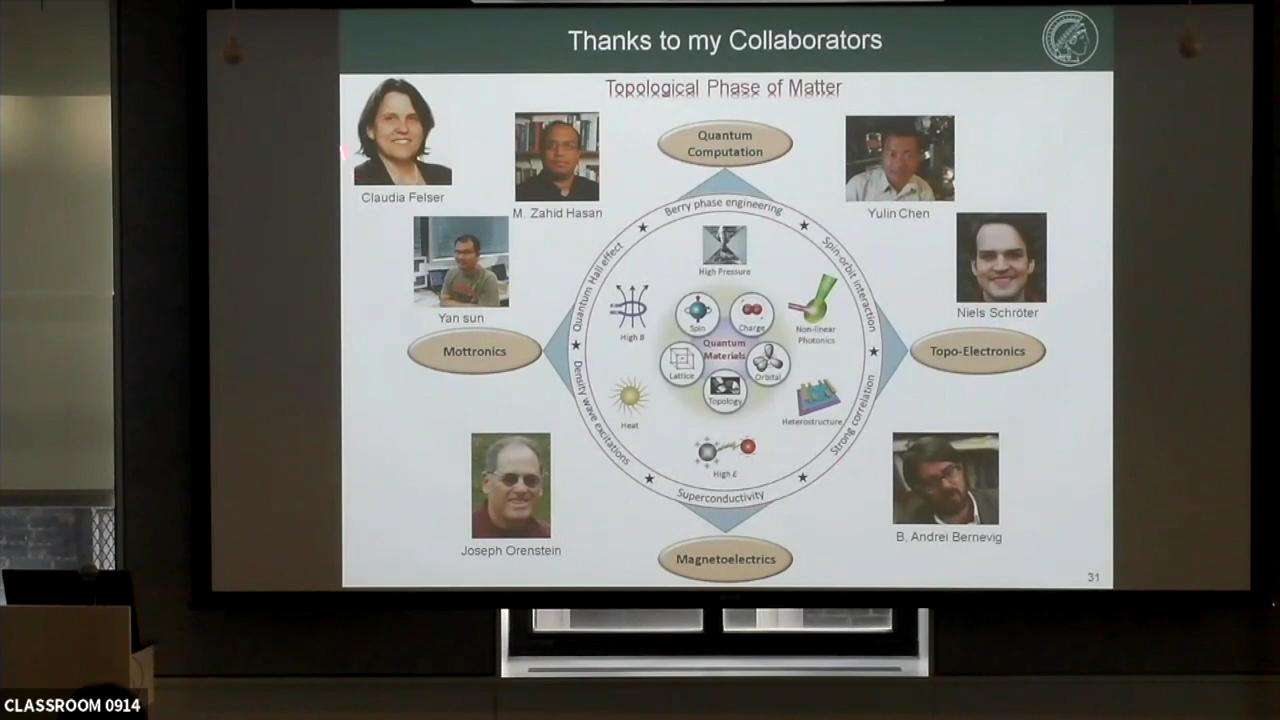 Thanks to my Collaborators
Topological Phase of Matter
Claudia Felser
M. Zahid Hasan
Quantum
Computation
Yulin Chen
Yan sun
Niels Schröter
Mottronics
Topo-Electronics
Berry phase engineering
Spin-orbit interaction
Strong correlation
Superconductivity
Density wave excitations
Quantum Hall effect
High Pressure
High B
Non-linear
Photonics
Spin
Charge
Quantum
Materials
Lattice
Orbital
Topology
Heat
Heterostructure
High E
Joseph Orenstein
B. Andrei Bernevig
Magnetoelectrics
31
CLASSROOM 0914